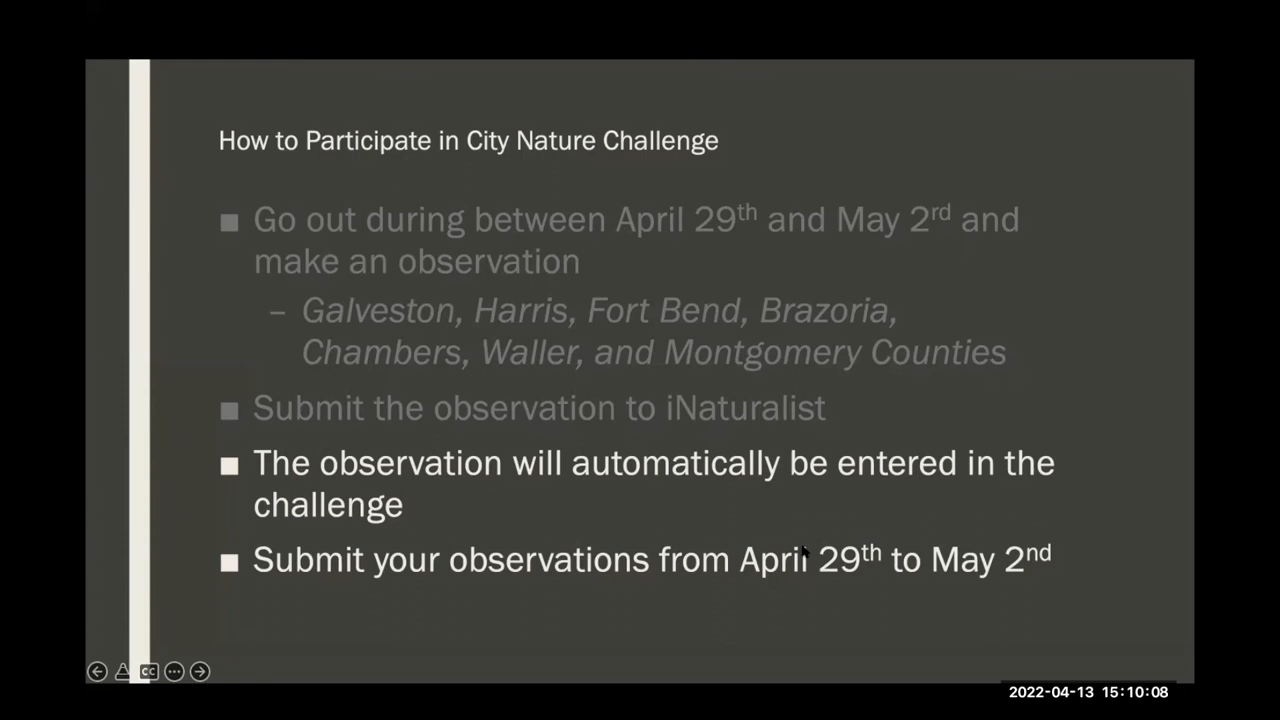 How to Participate in City Nature Challenge
■ Go out during between April 29th and May 2rd and
make an observation
– Galveston, Harris, Fort Bend, Brazoria,
Chambers, Waller, and Montgomery Counties
■ Submit the observation to iNaturalist
■ The observation will automatically be entered in the
challenge
■ Submit your observations from April 29th to May 2nd
CC
2022-04-13 15:10:08